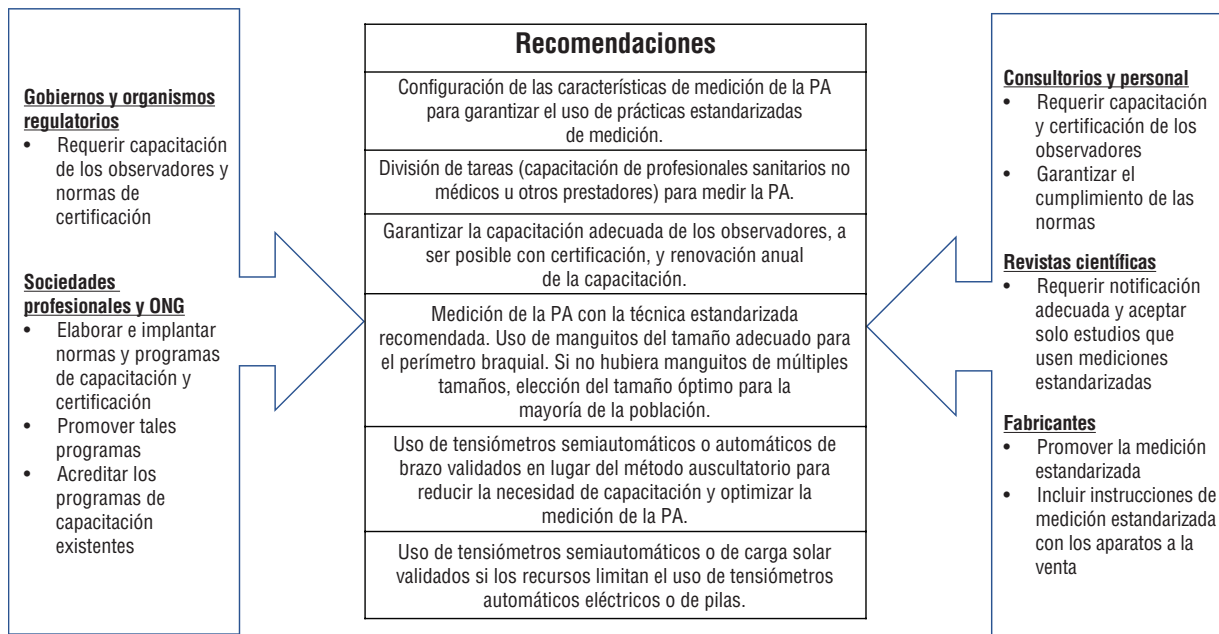 Gobiernos y organismos
regulatorios
• Requerir capacitación
de los observadores y
normas de
certificación
Sociedades
profesionales y ONG
• Elaborar e implantar
normas y programas
de capacitación y
certificación
• Promover tales
programas
• Acreditar los
programas de
capacitación
existentes
Recomendaciones
Configuración de las características de medición de la PA
para garantizar el uso de prácticas estandarizadas
de medición.
División de tareas (capacitación de profesionales sanitarios no
médicos u otros prestadores) para medir la PA.
Garantizar la capacitación adecuada de los observadores, a
ser posible con certificación, y renovación anual
de la capacitación.
Medición de la PA con la técnica estandarizada
recomendada. Uso de manguitos del tamaño adecuado para
el perímetro braquial. Si no hubiera manguitos de múltiples
tamaños, elección del tamaño óptimo para la
mayoría de la población.
Uso de tensiómetros semiautomáticos o automáticos de
brazo validados en lugar del método auscultatorio para
reducir la necesidad de capacitación y optimizar la
medición de la PA.
Uso de tensiómetros semiautomáticos o de carga solar
validados si los recursos limitan el uso de tensiómetros
automáticos eléctricos o de pilas.
Consultorios y personal
• Requerir capacitación
y certificación de los
observadores
• Garantizar el
cumplimiento de las
normas
Revistas científicas
• Requerir notificación
adecuada y aceptar
solo estudios que
usen mediciones
estandarizadas
Fabricantes
• Promover la medición
estandarizada
• Incluir instrucciones de
medición estandarizada
con los aparatos a la
venta